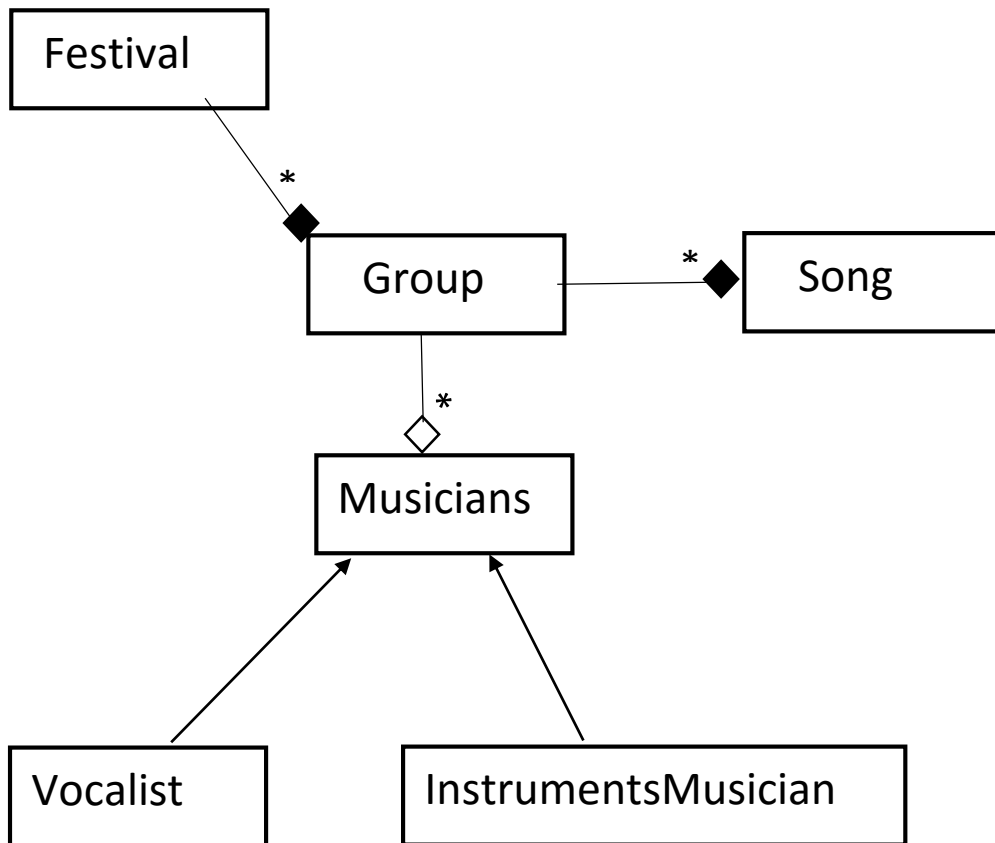 Festival
*
Group
*
Song
*
Musicians
Vocalist
InstrumentsMusician